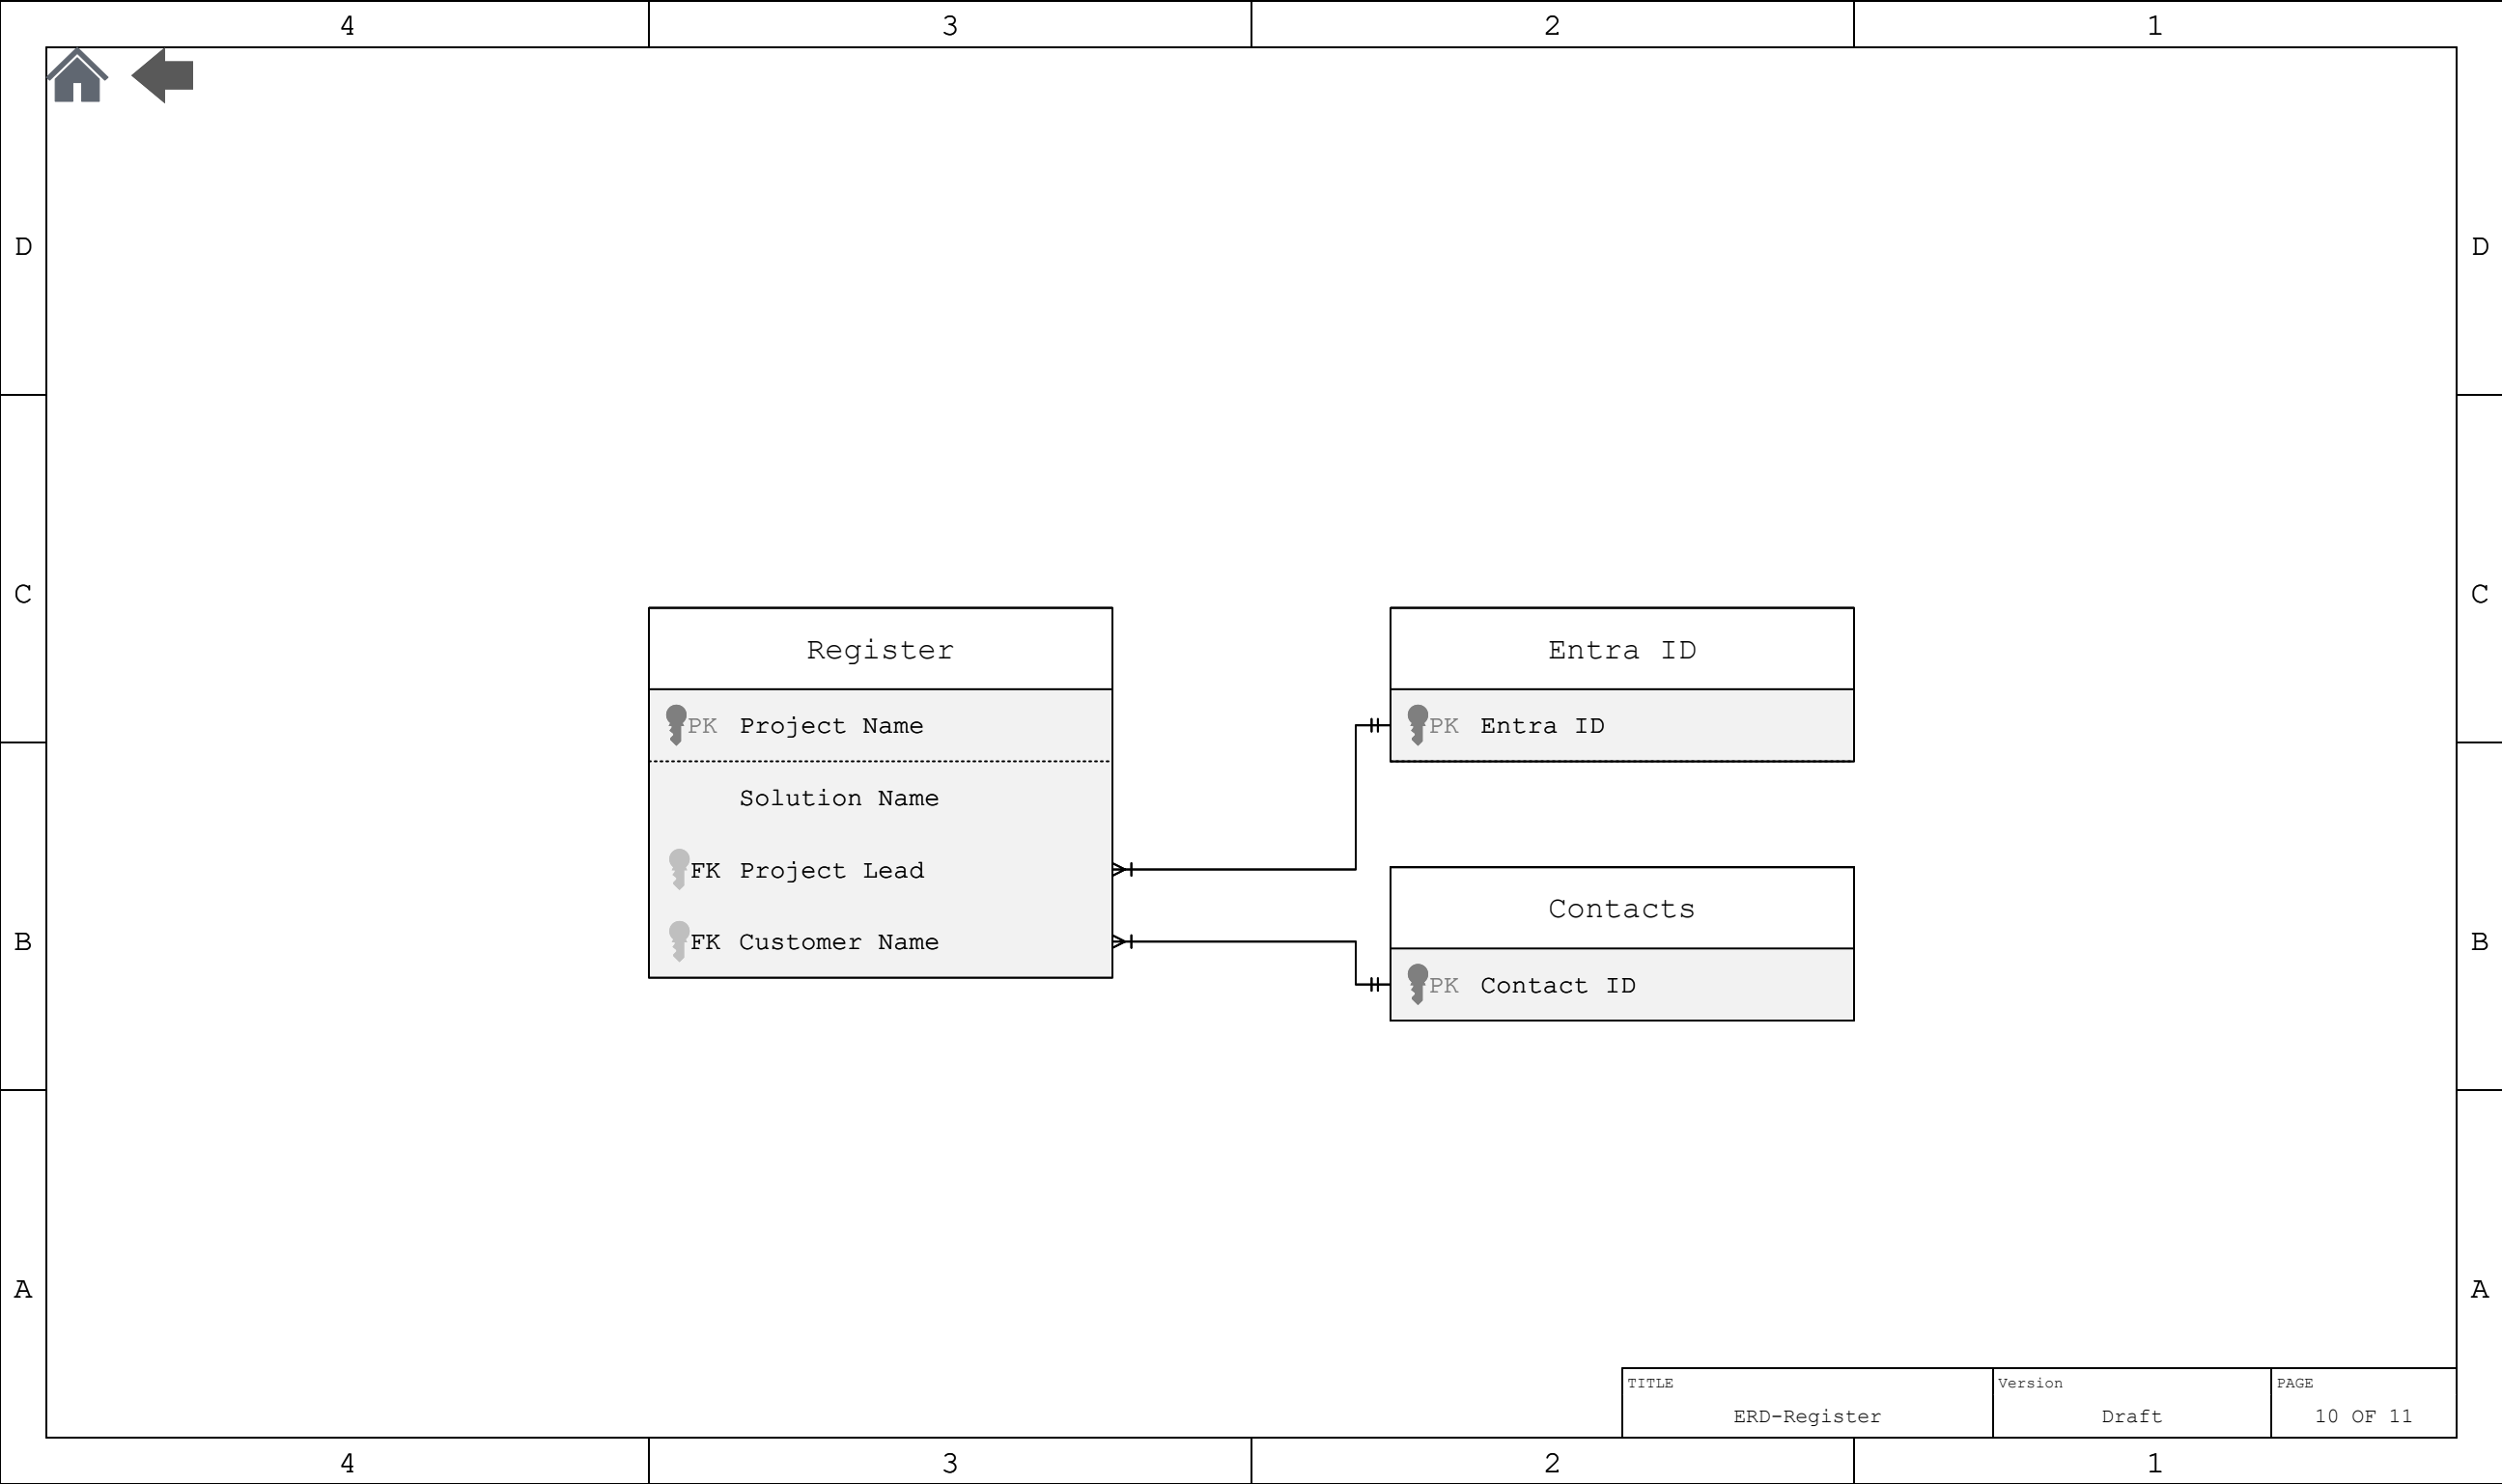 4 3 2 1
D D
C C
Register Entra ID
PK Project Name PK Entra ID
Solution Name
FK Project Lead
Contacts
B FK Customer Name B
PK Contact ID
A A
TITLE Version PAGE
ERD-Register Draft 10 OF 11
4 3 2 1